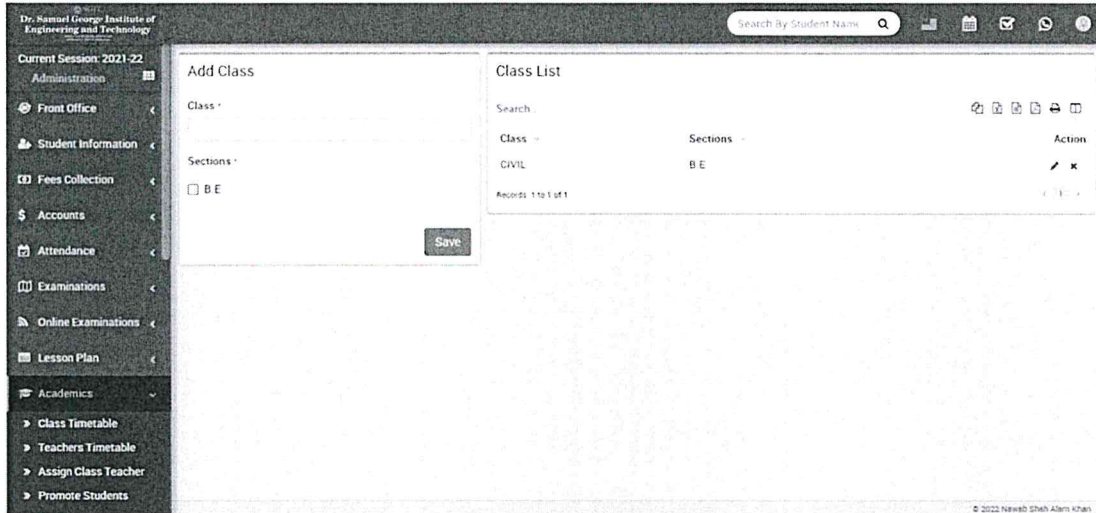 Dr. Samuel George Institute of
Engineering and Technology
Search By Student Name
Current Session: 2021-22
Administration
Front Office
Student Information
Fees Collection
$ Accounts
Attendance
Examinations
Online Examinations
Lesson Plan
Academics
» Class Timetable
» Teachers Timetable
» Assign Class Teacher
» Promote Students
Add Class
Class *
Sections *
B.E
Save
Class List
Search...
Class Sections Action
CIVIL B.E
Records: 1 to 1 of 1
1
© 2022 Nawab Shah Alam Khan